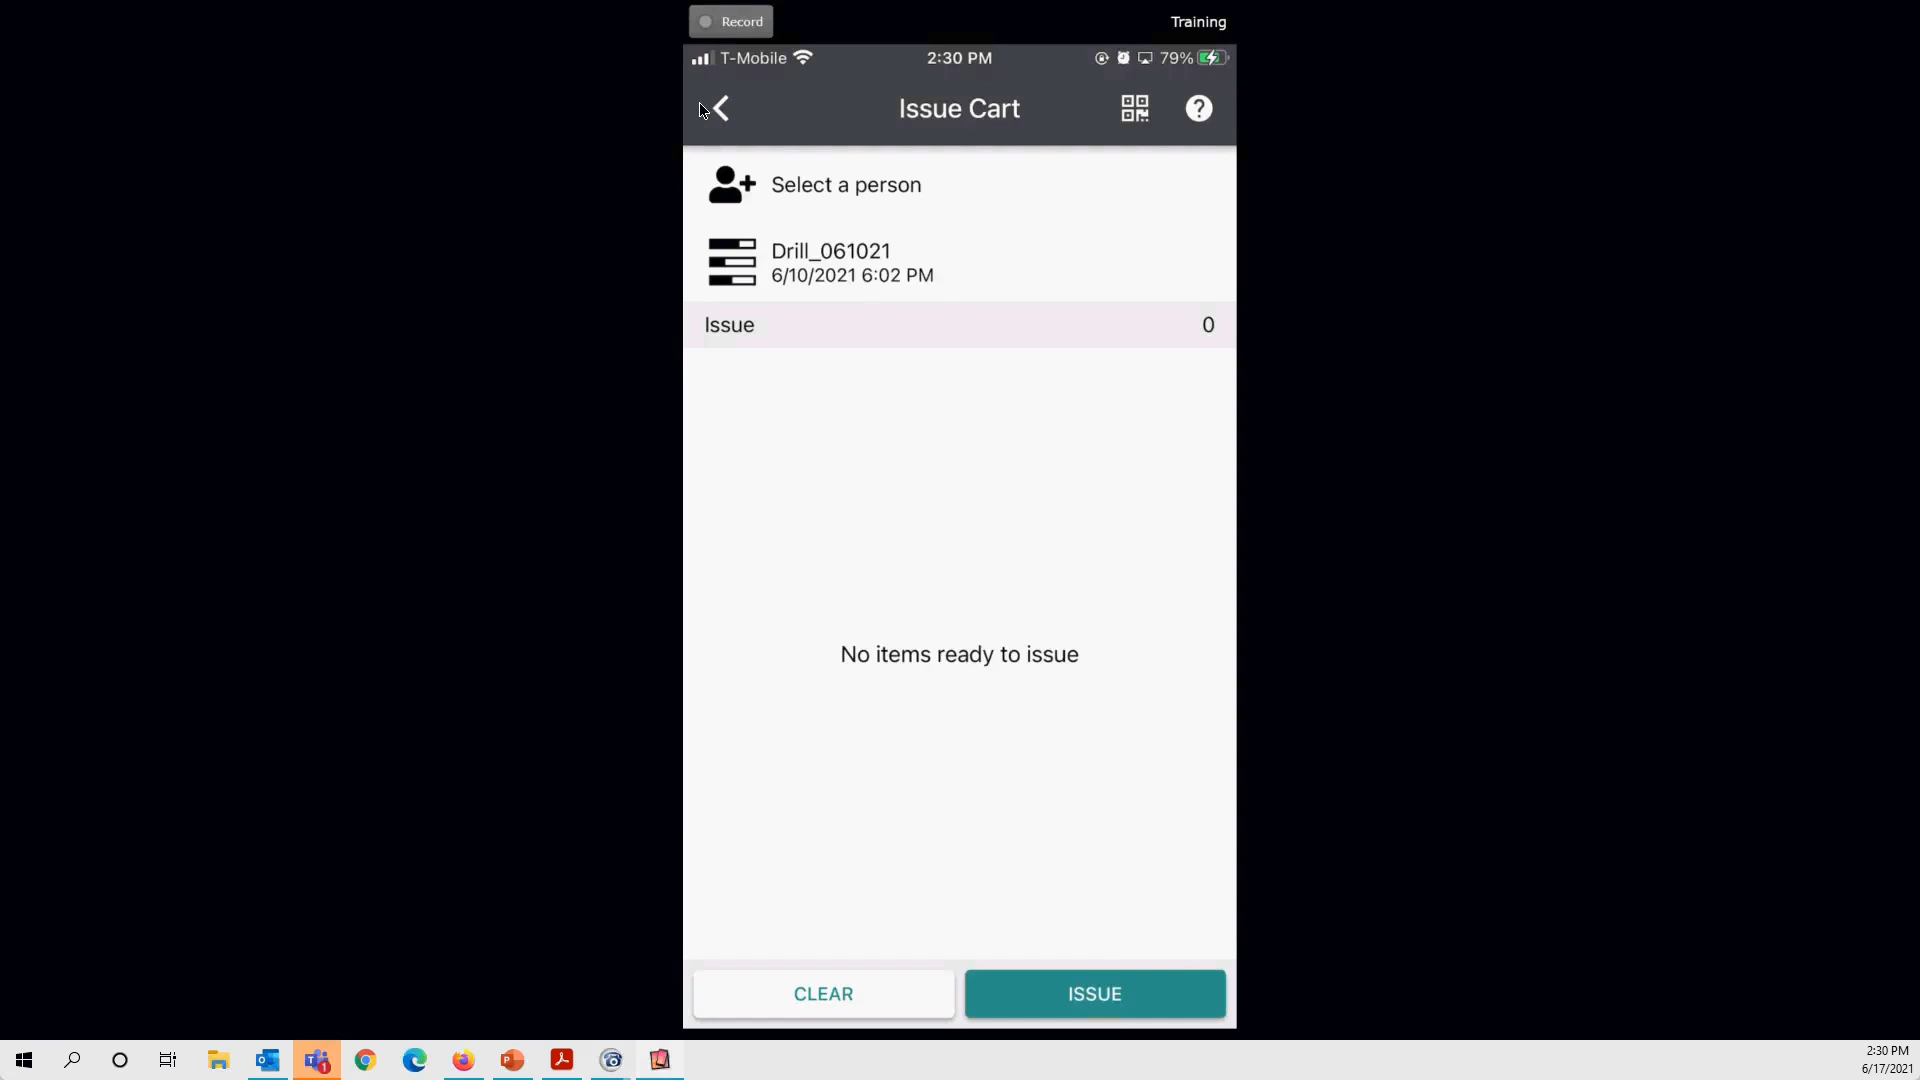 Record
Training
T-Mobile
2:30 PM
79%
Issue Cart
Select a person
Drill_061021
6/10/2021 6:02 PM
Issue
0
No items ready to issue
CLEAR
ISSUE
1
2:30 PM
6/17/2021